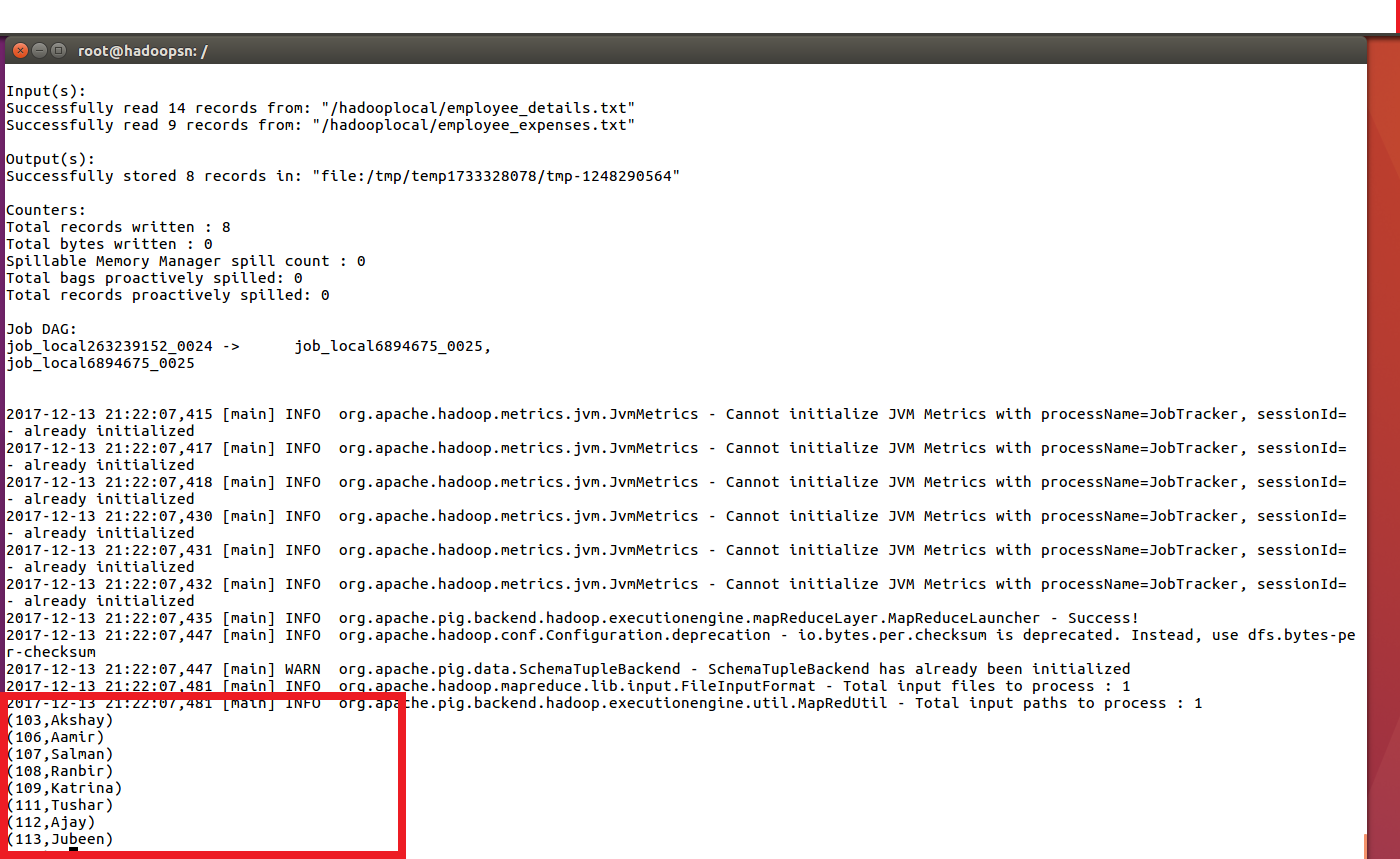 root@hadoopsn: /
Input(s):
Successfully read 14 records from: "/hadooplocal/employee_details.txt"
Successfully read 9 records from: "/hadooplocal/employee_expenses.txt"
Output(s):
Successfully stored 8 records in: "file:/tmp/temp1733328078/tmp-1248290564"
Counters:
Total records written : 8
Total bytes written : 0
Spillable Memory Manager spill count : 0
Total bags proactively spilled: 0
Total records proactively spilled: 0
Job DAG:
job_local263239152_0024 ->      job_local6894675_0025,
job_local6894675_0025
2017-12-13 21:22:07,415 [main] INFO  org.apache.hadoop.metrics.jvm.JvmMetrics - Cannot initialize JVM Metrics with processName=JobTracker, sessionId=
- already initialized
2017-12-13 21:22:07,417 [main] INFO  org.apache.hadoop.metrics.jvm.JvmMetrics - Cannot initialize JVM Metrics with processName=JobTracker, sessionId=
- already initialized
2017-12-13 21:22:07,418 [main] INFO  org.apache.hadoop.metrics.jvm.JvmMetrics - Cannot initialize JVM Metrics with processName=JobTracker, sessionId=
- already initialized
2017-12-13 21:22:07,430 [main] INFO  org.apache.hadoop.metrics.jvm.JvmMetrics - Cannot initialize JVM Metrics with processName=JobTracker, sessionId=
- already initialized
2017-12-13 21:22:07,431 [main] INFO  org.apache.hadoop.metrics.jvm.JvmMetrics - Cannot initialize JVM Metrics with processName=JobTracker, sessionId=
- already initialized
2017-12-13 21:22:07,432 [main] INFO  org.apache.hadoop.metrics.jvm.JvmMetrics - Cannot initialize JVM Metrics with processName=JobTracker, sessionId=
- already initialized
2017-12-13 21:22:07,435 [main] INFO  org.apache.pig.backend.hadoop.executionengine.mapReduceLayer.MapReduceLauncher - Success!
2017-12-13 21:22:07,447 [main] INFO  org.apache.hadoop.conf.Configuration.deprecation - io.bytes.per.checksum is deprecated. Instead, use dfs.bytes-pe
r-checksum
2017-12-13 21:22:07,447 [main] WARN  org.apache.pig.data.SchemaTupleBackend - SchemaTupleBackend has already been initialized
2017-12-13 21:22:07,481 [main] INFO  org.apache.hadoop.mapreduce.lib.input.FileInputFormat - Total input files to process : 1
2017-12-13 21:22:07,481 [main] INFO  org.apache.pig.backend.hadoop.executionengine.util.MapRedUtil - Total input paths to process : 1
(103,Akshay)
(106,Aamir)
(107,Salman)
(108,Ranbir)
(109,Katrina)
(111,Tushar)
(112,Ajay)
(113,Jubeen)